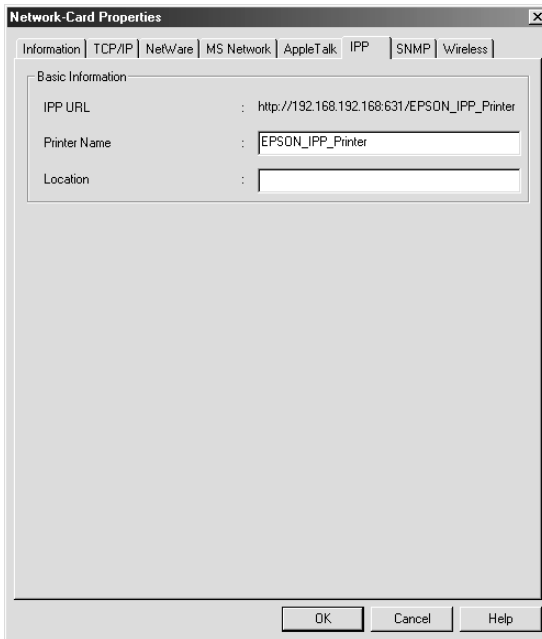 Network-Card Properties
Information TCP/IP NetWare MS Network AppleTalk IPP SNMP Wireless
Basic Information
IPP URL : http://192.168.192.168:631/EPSON_IPP_Printer
Printer Name : EPSON_IPP_Printer
Location :
OK Cancel Help